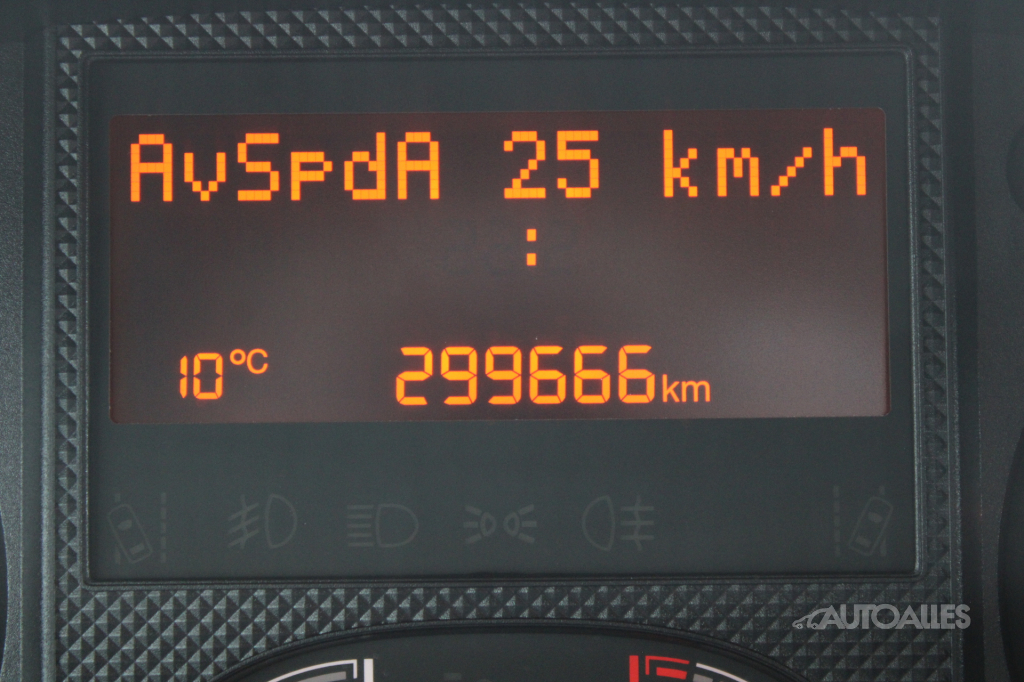 AvSpdA 25 km/h
:
10°C 299666km
AUTOALLES